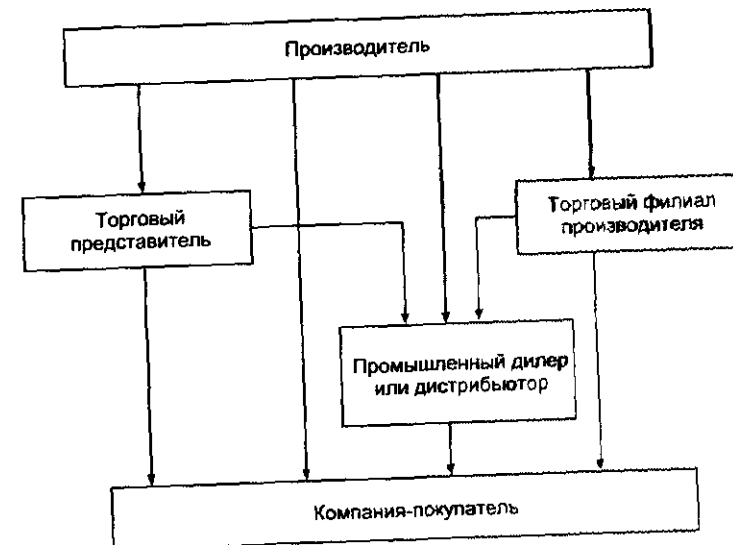 Производитель
Торговый
представитель
Торговый филиал
производителя
Промышленный дилер
или дистрибьютор
Компания-покупатель